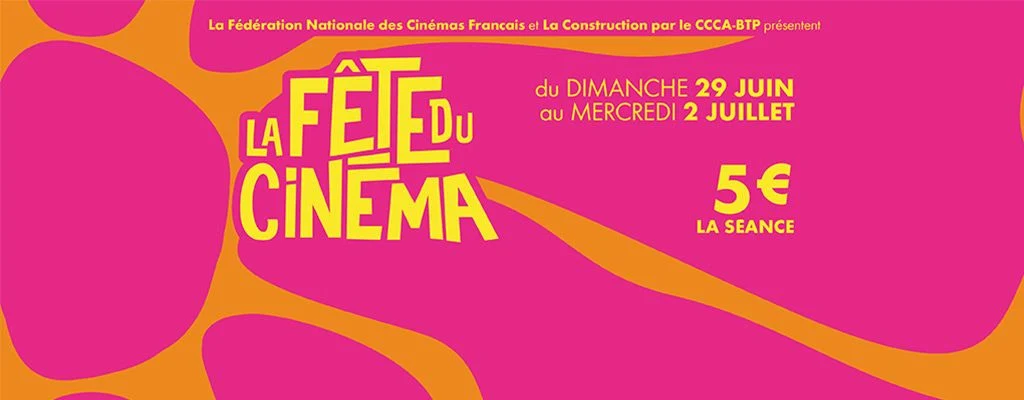 La Fédération Nationale des Cinémas Francais et La Construction par le CCCA-BTP présentent
LA FÊTE DU
CiNÉMA
du DIMANCHE 29 JUIN
au MERCREDI 2 JUILLET
5€
LA SEANCE